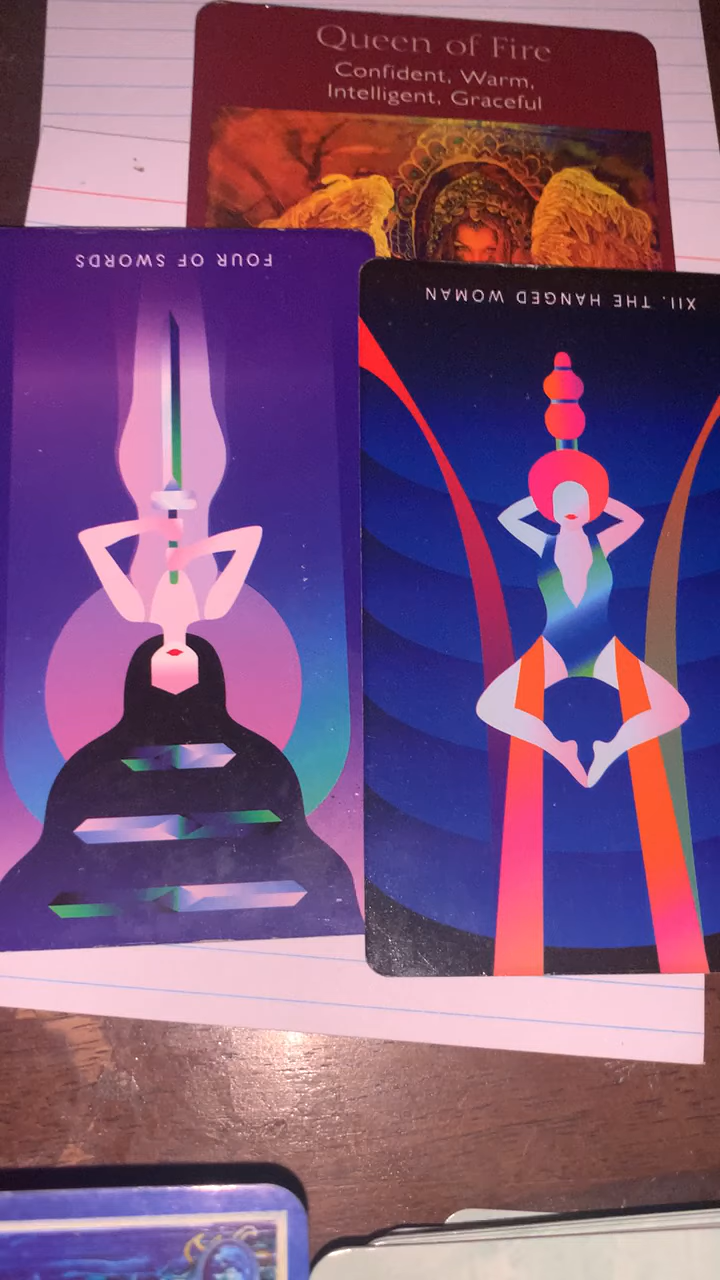 Queen of Fire
Confident, Warm,
Intelligent, Graceful
FOUR OF SWORDS
XII. THE HANGED WOMAN